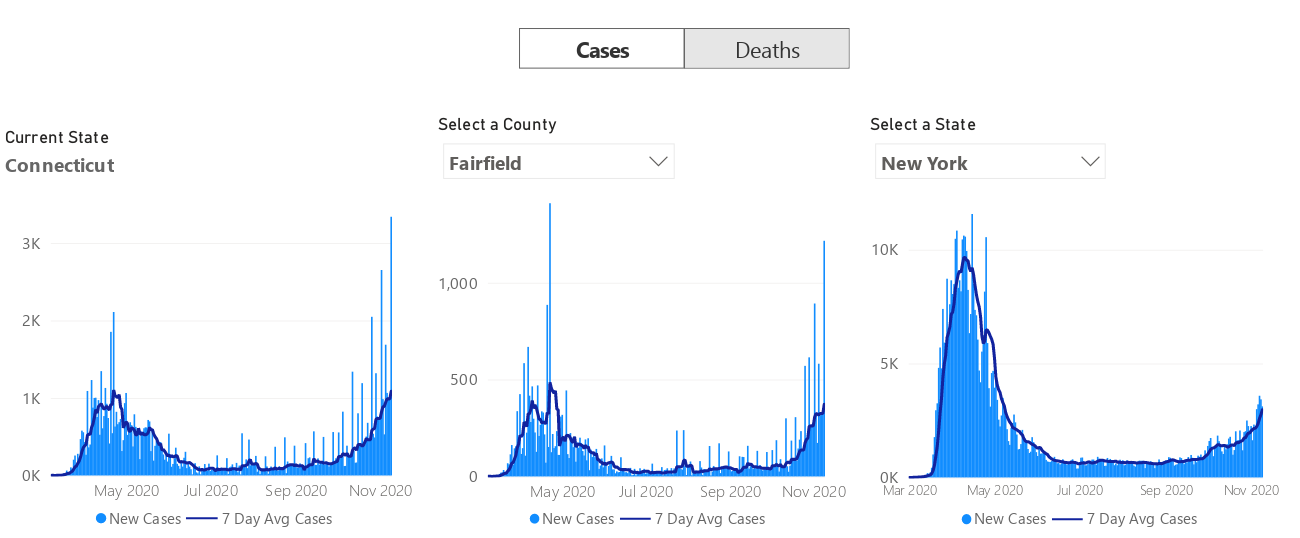 Cases Deaths
Current State
Connecticut
3K
2K
1K
0K
May 2020 Jul 2020 Sep 2020 Nov 2020
New Cases 7 Day Avg Cases
Select a County
Fairfield
1,000
500
0
May 2020 Jul 2020 Sep 2020 Nov 2020
New Cases 7 Day Avg Cases
Select a State
New York
10K
5K
0K
Mar 2020 May 2020 Jul 2020 Sep 2020 Nov 2020
New Cases 7 Day Avg Cases